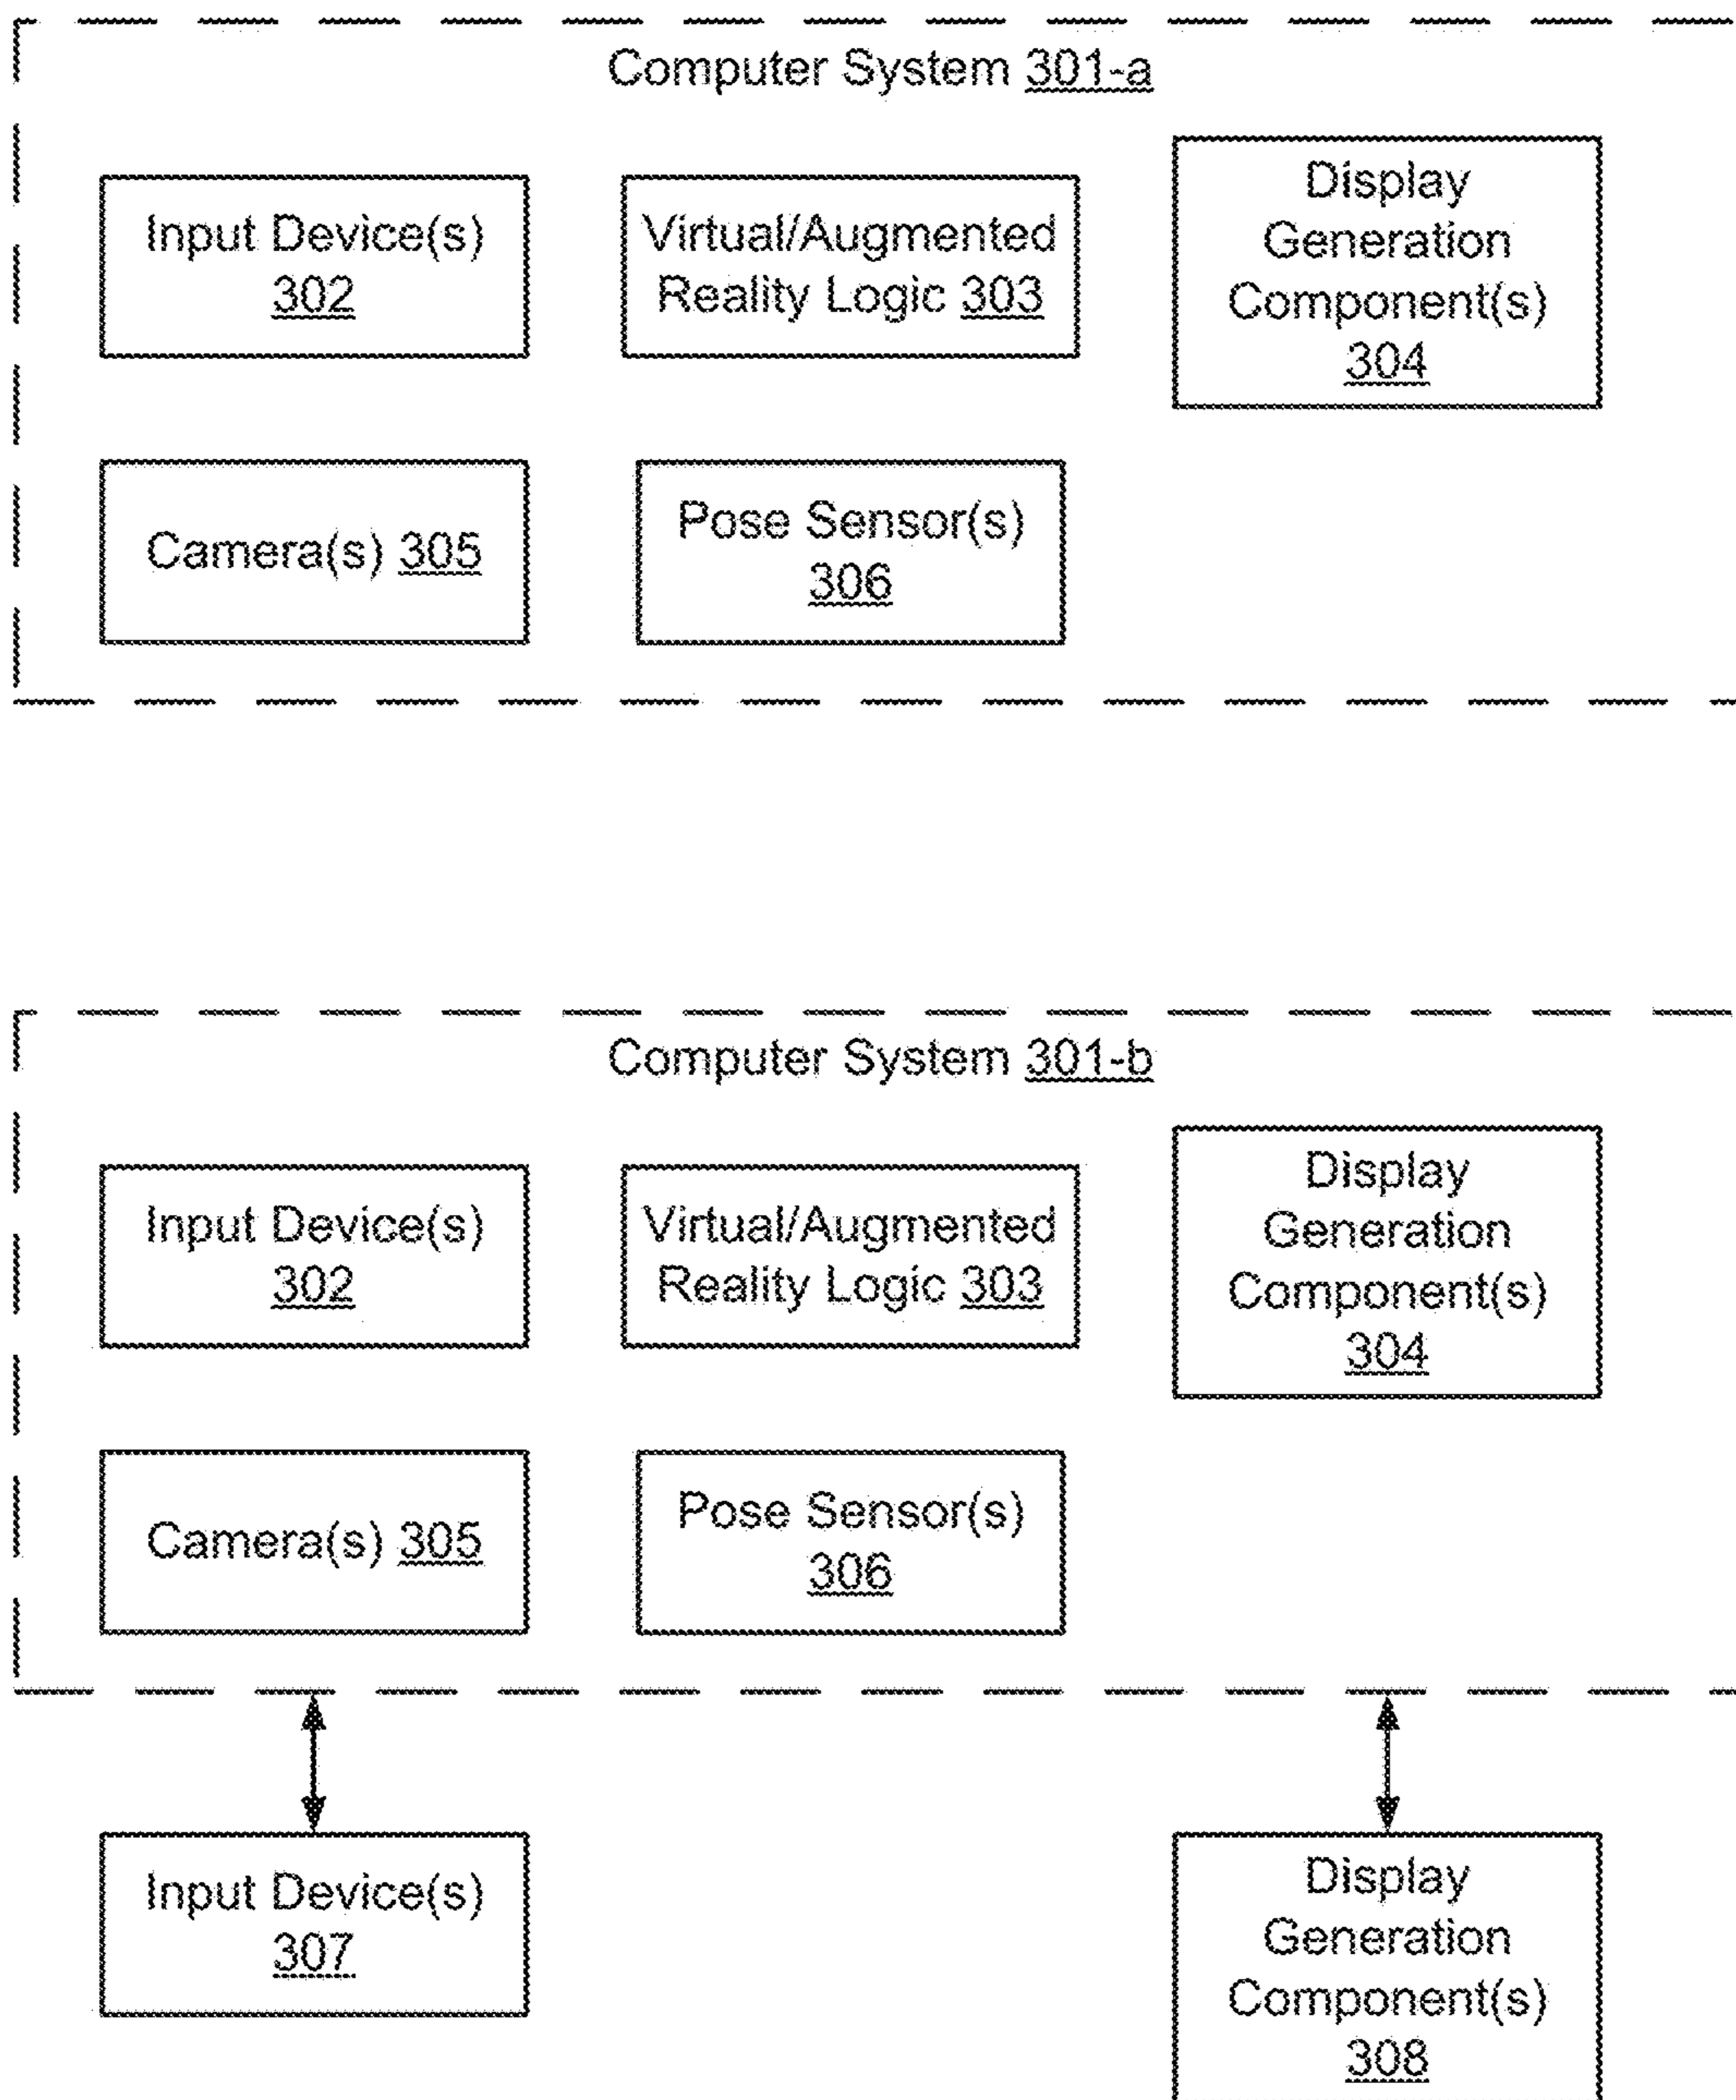 Computer System 301-a
Input Device(s)
302
Virtual/Augmented
Reality Logic 303
Display
Generation
Component(s)
304
Camera(s) 305
Pose Sensor(s)
306
Computer System 301-b
Input Device(s)
302
Virtual/Augmented
Reality Logic 303
Display
Generation
Component(s)
304
Camera(s) 305
Pose Sensor(s)
306
Input Device(s)
307
Display
Generation
Component(s)
308